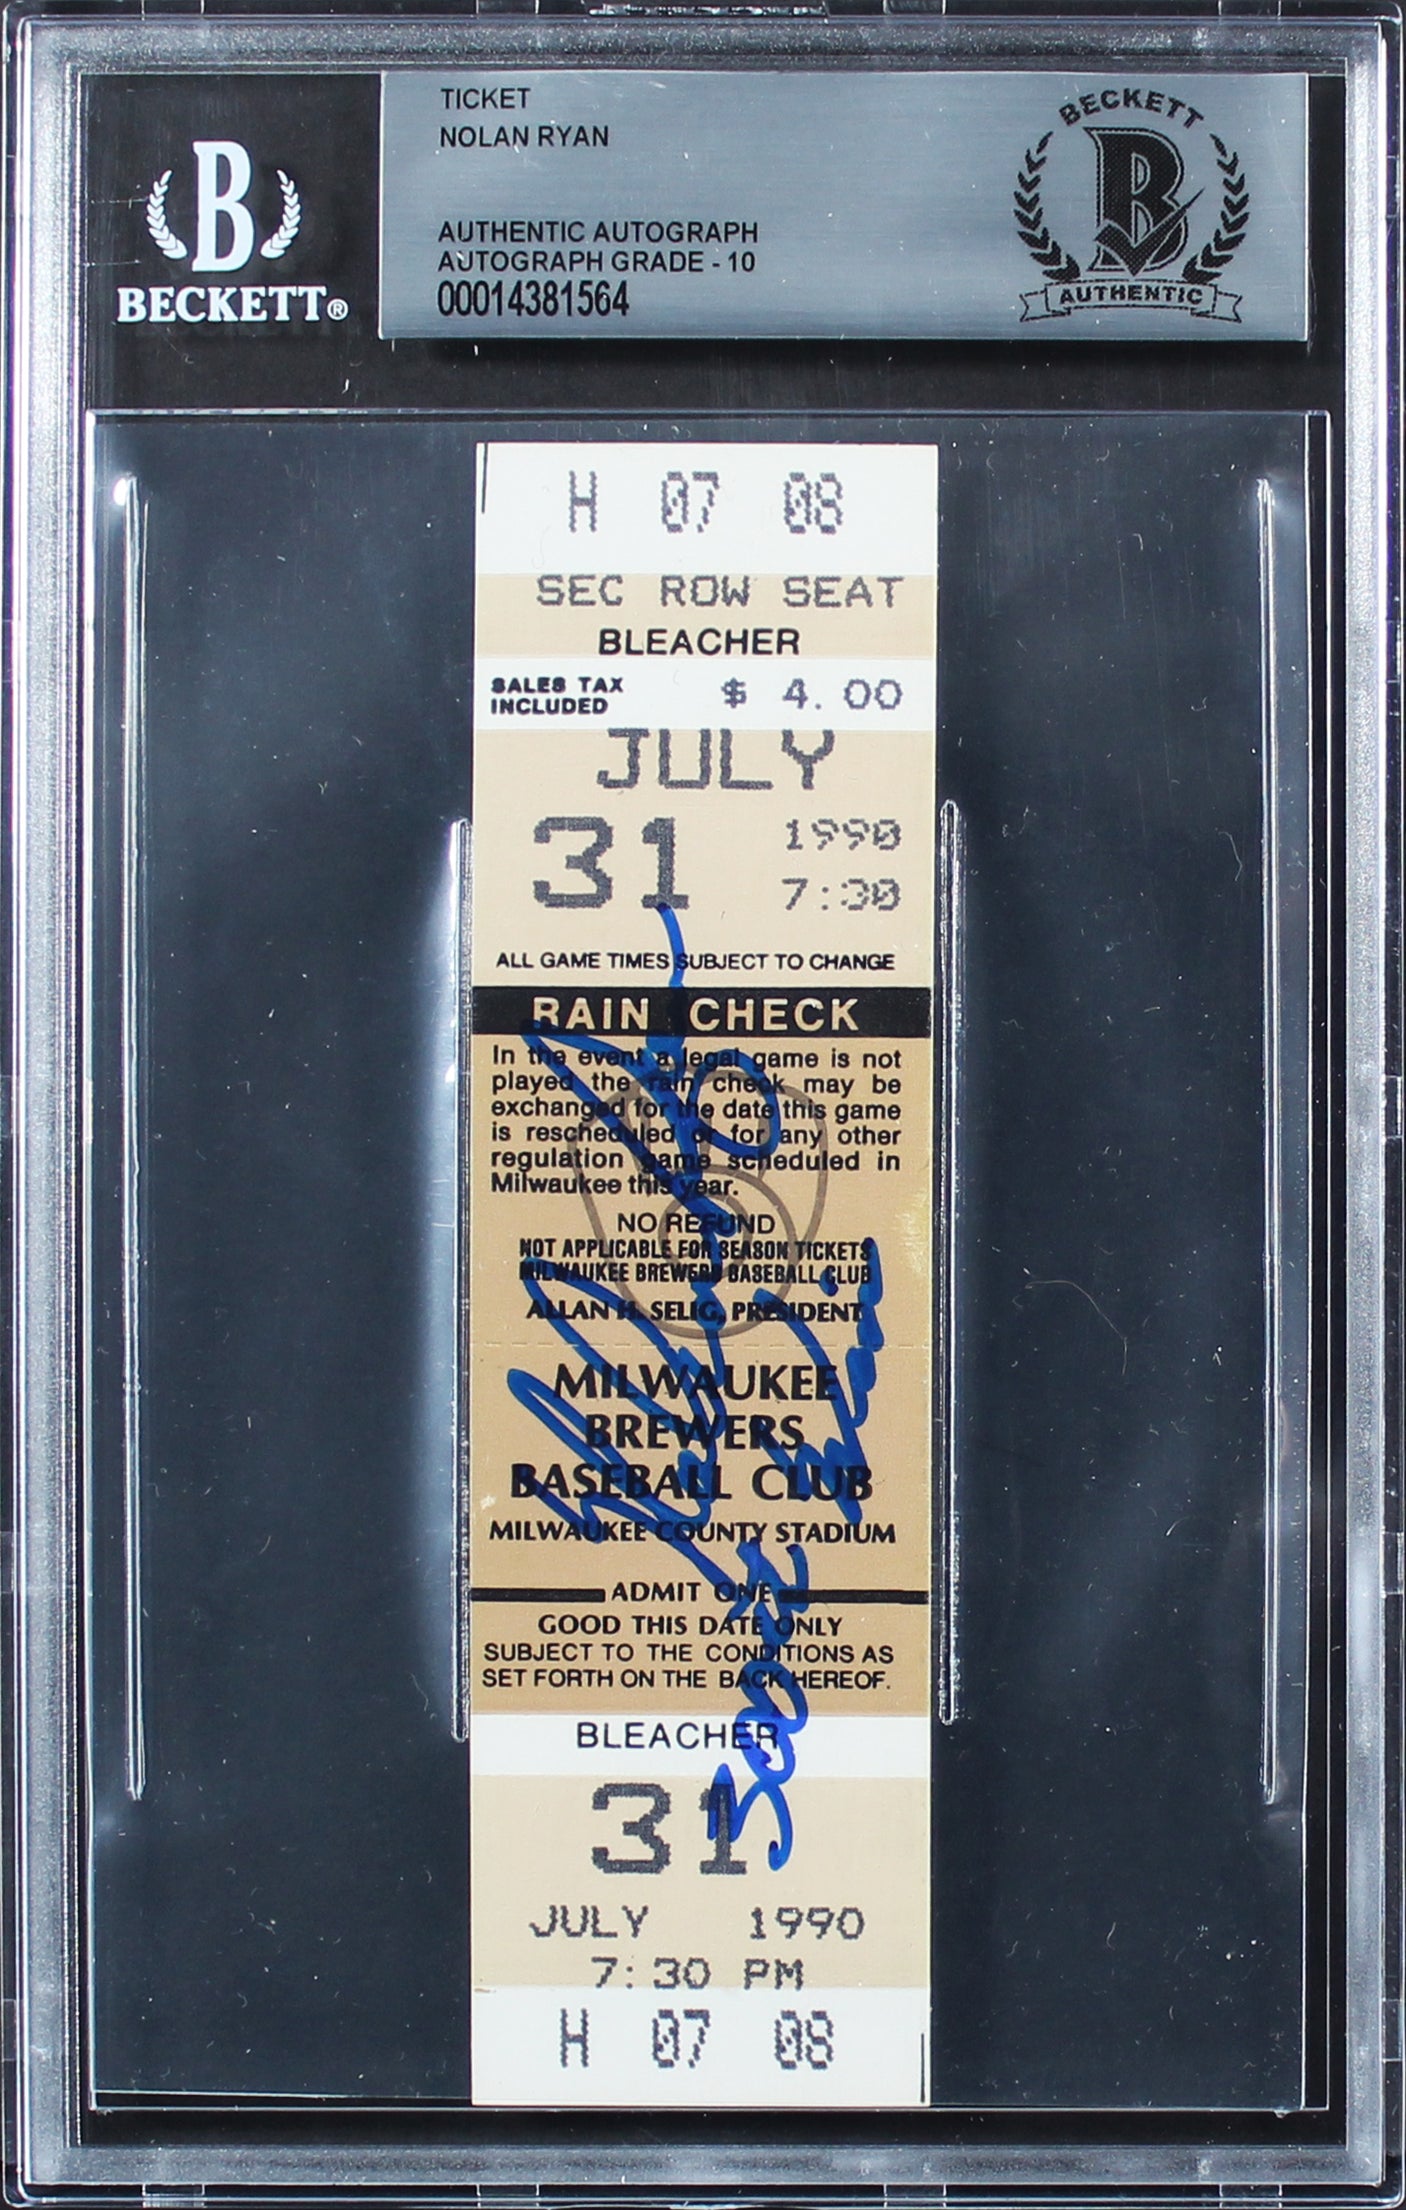 TICKET
NOLAN RYAN
AUTHENTIC AUTOGRAPH
AUTOGRAPH GRADE - 10
00014381564
B
BECKETT®
BECKETT
B
AUTHENTIC
H 07 08
SEC ROW SEAT
BLEACHER
SALES TAX
INCLUDED
$ 4.00
JULY
31
1990
7:30
ALL GAME TIMES SUBJECT TO CHANGE
RAIN CHECK
In the event a legal game is not
played the rain check may be
exchanged for the date this game
is rescheduled or for any other
regulation game scheduled in
Milwaukee this year.
NO REFUND
NOT APPLICABLE FOR SEASON TICKETS
MILWAUKEE BREWERS BASEBALL CLUB
ALLAN H. SELIG, PRESIDENT
MILWAUKEE
BREWERS
BASEBALL CLUB
MILWAUKEE COUNTY STADIUM
ADMIT ONE
GOOD THIS DATE ONLY
SUBJECT TO THE CONDITIONS AS
SET FORTH ON THE BACK HEREOF.
Nolan Ryan
300th Win
BLEACHER
31
JULY 1990
7:30 PM
H 07 08